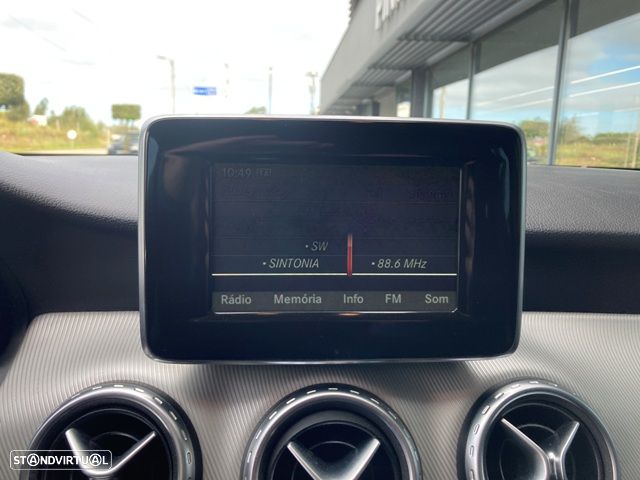 10:49
• SW
• SINTONIA • 88.6 MHz
Rádio Memória Info FM Som
STANDVIRTUAL